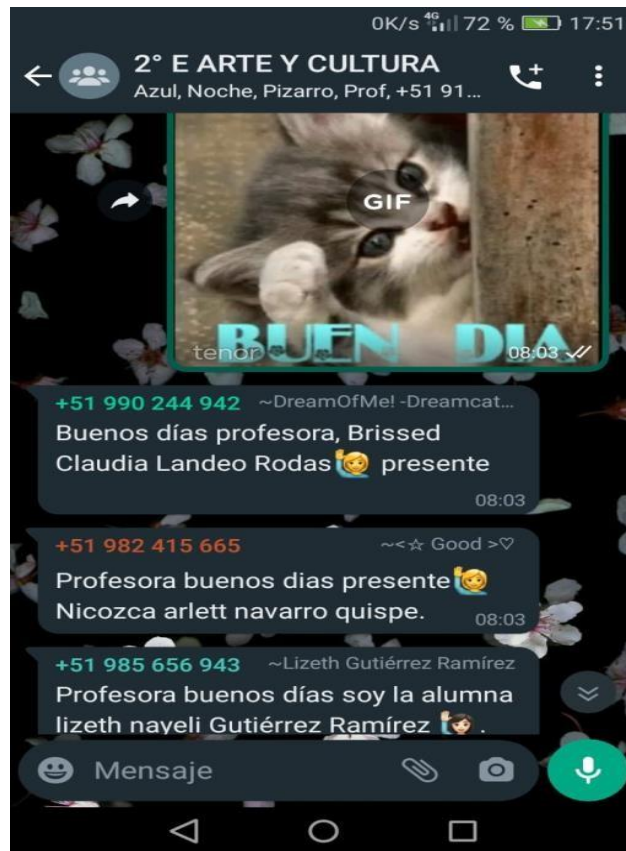 0K/s 4G 72 % 17:51
2° E ARTE Y CULTURA
Azul, Noche, Pizarro, Prof, +51 91...
GIF
BUEN DIA
tenor
08:03
+51 990 244 942 ~DreamOfMe! -Dreamcat...
Buenos días profesora, Brissed
Claudia Landeo Rodas🙋 presente
08:03
+51 982 415 665 ~<☆ Good >♡
Profesora buenos dias presente🙋
Nicozca arlett navarro quispe.
08:03
+51 985 656 943 ~Lizeth Gutiérrez Ramírez
Profesora buenos días soy la alumna
lizeth nayeli Gutiérrez Ramírez 🙋🏻 .
Mensaje